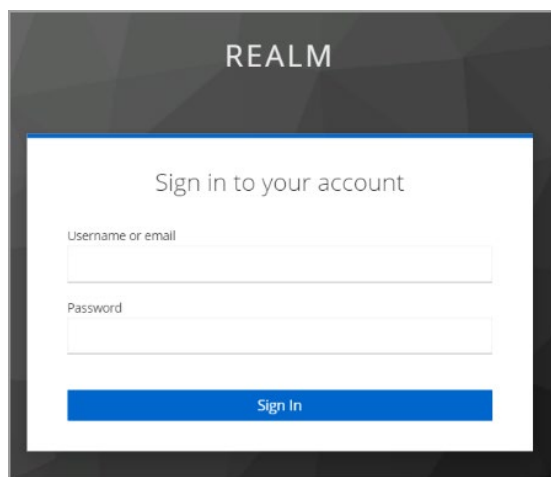 REALM
Sign in to your account
Username or email
Password
Sign In